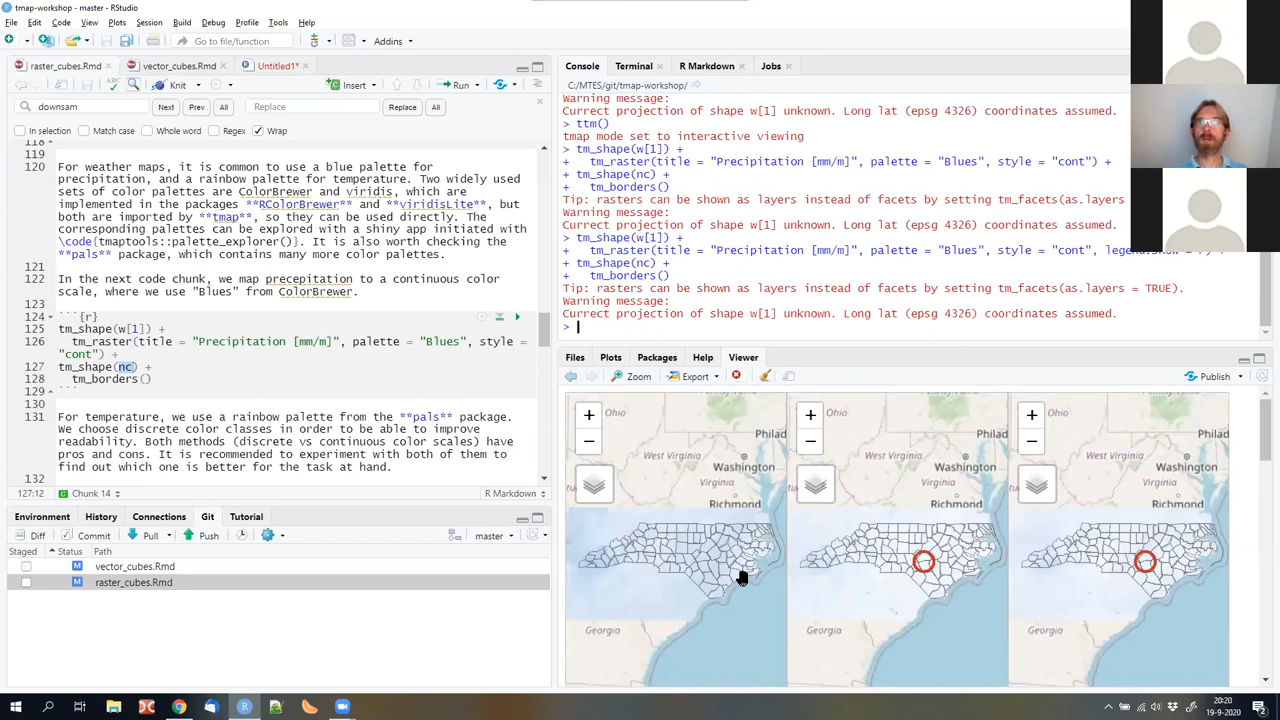 tmap-workshop - master - RStudio
File Edit Code View Plots Session Build Debug Profile Tools Help
Go to file/function Addins
raster_cubes.Rmd vector_cubes.Rmd Untitled1*
Knit Insert Run
downsam Next Prev All Replace Replace All
In selection Match case Whole word Regex Wrap
118
119
120 For weather maps, it is common to use a blue palette for
precipitation, and a rainbow palette for temperature. Two widely used
sets of color palettes are ColorBrewer and viridis, which are
implemented in the packages **RColorBrewer** and **viridisLite**, but
both are imported by **tmap**, so they can be used directly. The
corresponding palettes can be explored with a shiny app initiated with
\code{tmaptools::palette_explorer()}. It is also worth checking the
**pals** package, which contains many more color palettes.
121
122 In the next code chunk, we map precepitation to a continuous color
scale, where we use "Blues" from ColorBrewer.
123
124 ```{r}
125 tm_shape(w[1]) +
126 tm_raster(title = "Precipitation [mm/m]", palette = "Blues", style =
"cont") +
127 tm_shape(nc) +
128 tm_borders()
129 ```
130
131 For temperature, we use a rainbow palette from the **pals** package.
We choose discrete color classes in order to be able to improve
readability. Both methods (discrete vs continuous color scales) have
pros and cons. It is recommended to experiment with both of them to
find out which one is better for the task at hand.
132
127:12 Chunk 14 R Markdown
Environment History Connections Git Tutorial
Diff Commit Pull Push master
Staged Status Path
M vector_cubes.Rmd
M raster_cubes.Rmd
Console Terminal R Markdown Jobs
C:/MTES/git/tmap-workshop/
Warning message:
Current projection of shape w[1] unknown. Long lat (epsg 4326) coordinates assumed.
> ttm()
tmap mode set to interactive viewing
> tm_shape(w[1]) +
+ tm_raster(title = "Precipitation [mm/m]", palette = "Blues", style = "cont") +
+ tm_shape(nc) +
+ tm_borders()
Tip: rasters can be shown as layers instead of facets by setting tm_facets(as.layers
Warning message:
Current projection of shape w[1] unknown. Long lat (epsg 4326) coordinates assumed.
> tm_shape(w[1]) +
+ tm_raster(title = "Precipitation [mm/m]", palette = "Blues", style = "cont",
+ tm_shape(nc) +
+ tm_borders()
Tip: rasters can be shown as layers instead of facets by setting tm_facets(as.layers = TRUE).
Warning message:
Current projection of shape w[1] unknown. Long lat (epsg 4326) coordinates assumed.
>
Files Plots Packages Help Viewer
Zoom Export Publish
+ Ohio + Ohio + Ohio
− Philad − Philad − Philad
West Virginia West Virginia West Virginia
Washington Washington Washington
Virginia Virginia Virginia
Richmond Richmond Richmond
Georgia Georgia Georgia
20:20
19-9-2020
2